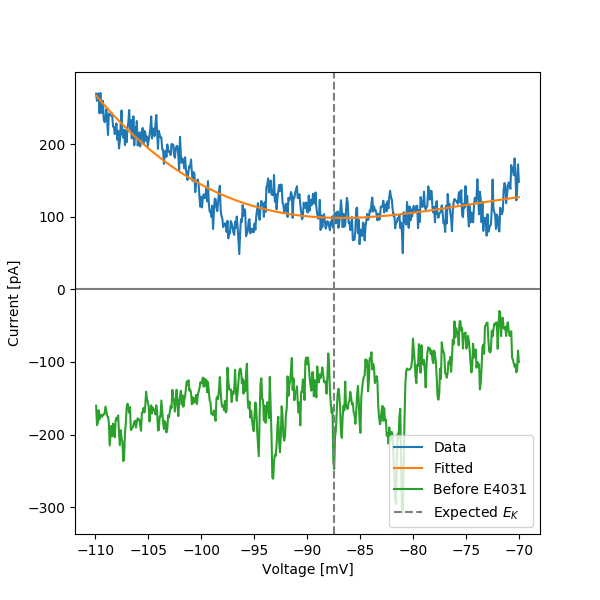 200
100
0
−100
−200
−300
Current [pA]
Data
Fitted
Before E4031
Expected E_K
−110 −105 −100 −95 −90 −85 −80 −75 −70
Voltage [mV]